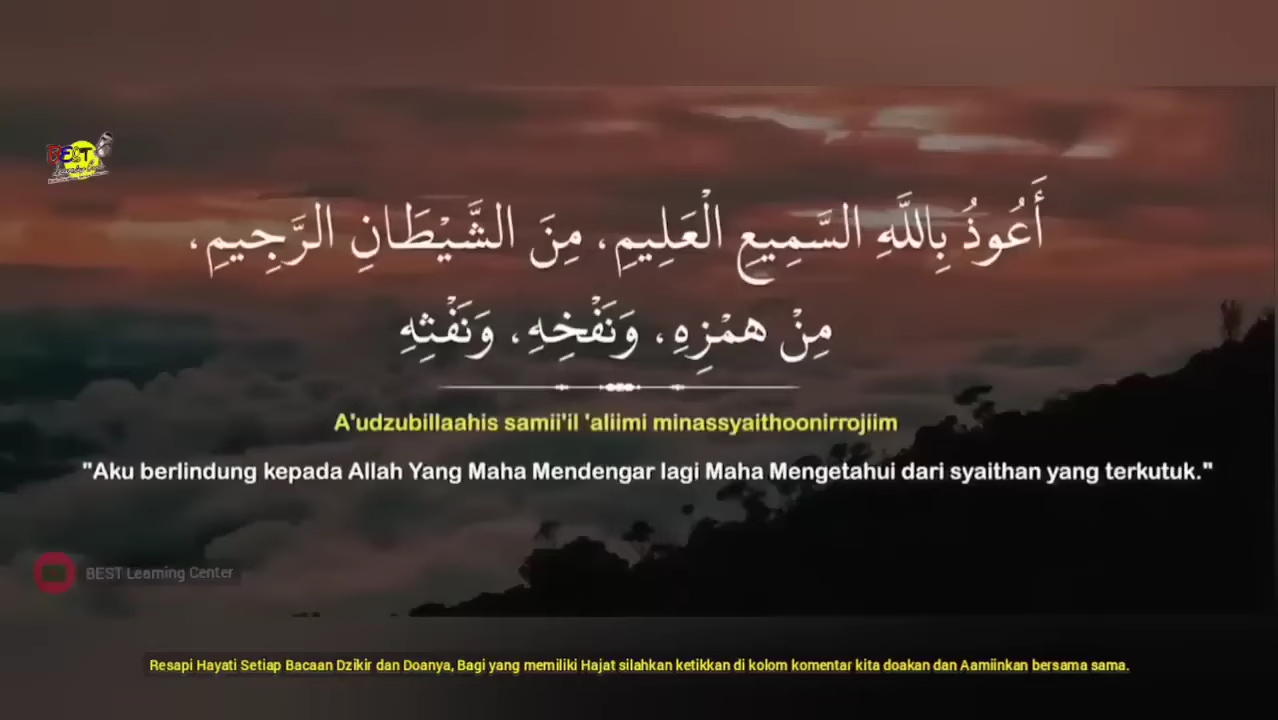 BEST
أَعُوذُ بِاللَّهِ السَّمِيعِ الْعَلِيمِ، مِنَ الشَّيْطَانِ الرَّجِيمِ،
مِنْ هَمْزِهِ، وَنَفْخِهِ، وَنَفْثِهِ
A'udzubillaahis samii'il 'aliimi minassyaithoonirrojiim
"Aku berlindung kepada Allah Yang Maha Mendengar lagi Maha Mengetahui dari syaithan yang terkutuk."
BEST Learning Center
Resapi Hayati Setiap Bacaan Dzikir dan Doanya, Bagi yang memiliki Hajat silahkan ketikkan di kolom komentar kita doakan dan Aamiinkan bersama sama.